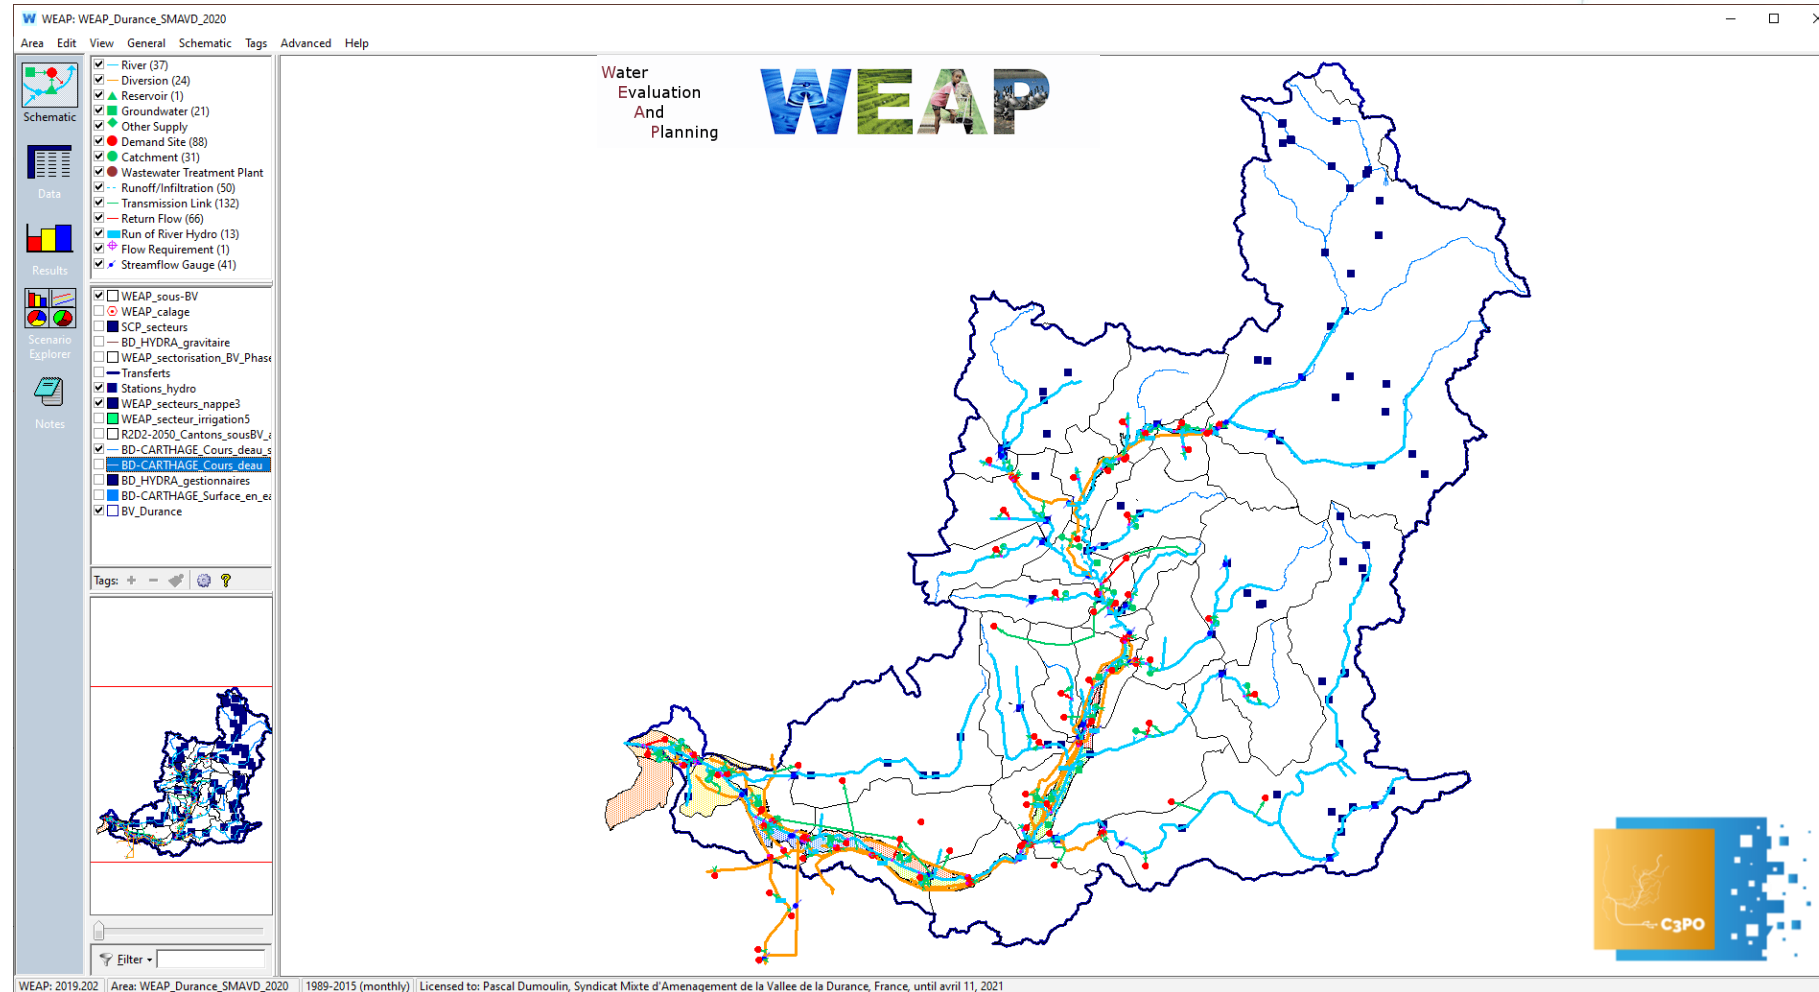 WEAP: WEAP_Durance_SMAVD_2020
Area Edit View General Schematic Tags Advanced Help
Schematic
Data
Results
Scenario
Explorer
Notes
River (37)
Diversion (24)
Reservoir (1)
Groundwater (21)
Other Supply
Demand Site (88)
Catchment (31)
Wastewater Treatment Plant
Runoff/Infiltration (50)
Transmission Link (132)
Return Flow (66)
Run of River Hydro (13)
Flow Requirement (1)
Streamflow Gauge (41)
WEAP_sous-BV
WEAP_calage
SCP_secteurs
BD_HYDRA_gravitaire
WEAP_sectorisation_BV_Phase
Transferts
Stations_hydro
WEAP_secteurs_nappe3
WEAP_secteur_irrigation5
R2D2-2050_Cantons_sousBV_a
BD-CARTHAGE_Cours_deau_s
BD-CARTHAGE_Cours_deau
BD_HYDRA_gestionnaires
BD-CARTHAGE_Surface_en_ea
BV_Durance
Tags:
Filter
Water
Evaluation
And
Planning
WEAP
C3PO
WEAP: 2019.202 Area: WEAP_Durance_SMAVD_2020 1989-2015 (monthly) Licensed to: Pascal Dumoulin, Syndicat Mixte d'Amenagement de la Vallee de la Durance, France, until avril 11, 2021